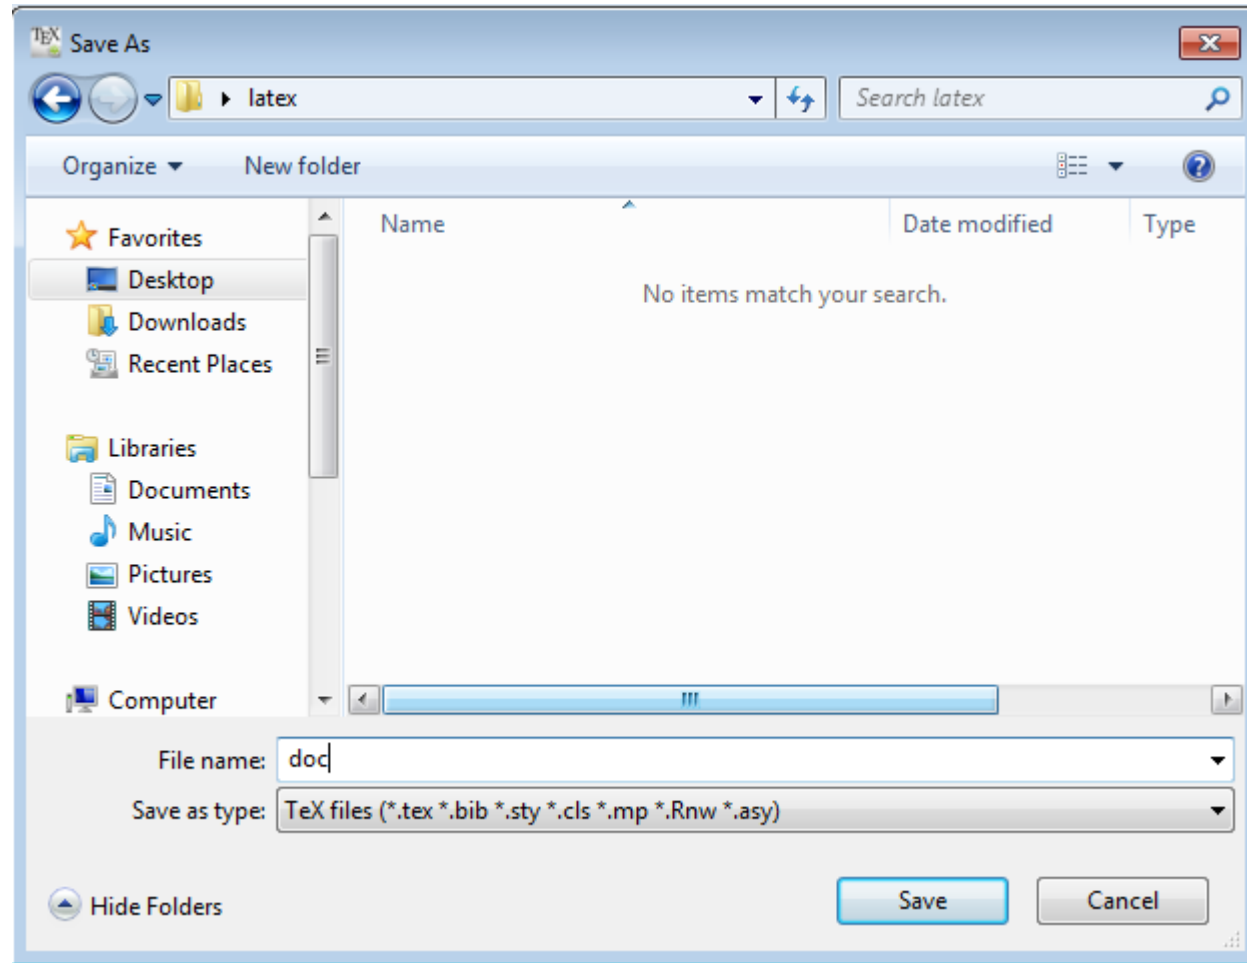 TEX Save As
latex
Search latex
Organize New folder
Name Date modified Type
No items match your search.
Favorites
Desktop
Downloads
Recent Places
Libraries
Documents
Music
Pictures
Videos
Computer
File name: doc
Save as type: TeX files (*.tex *.bib *.sty *.cls *.mp *.Rnw *.asy)
Hide Folders
Save Cancel